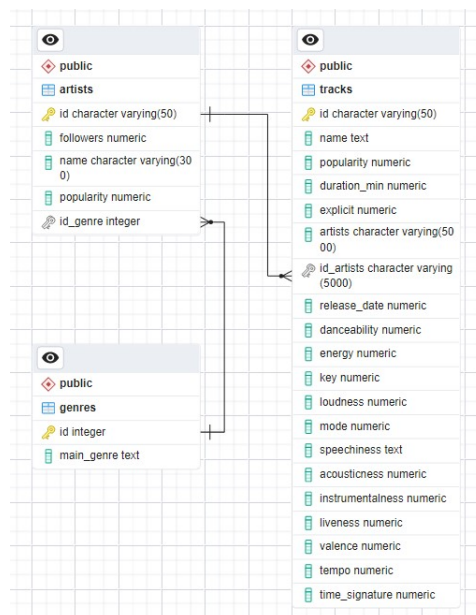 public
artists
id character varying(50)
followers numeric
name character varying(30
0)
popularity numeric
id_genre integer
public
genres
id integer
main_genre text
public
tracks
id character varying(50)
name text
popularity numeric
duration_min numeric
explicit numeric
artists character varying(50
00)
id_artists character varying
(5000)
release_date numeric
danceability numeric
energy numeric
key numeric
loudness numeric
mode numeric
speechiness text
acousticness numeric
instrumentalness numeric
liveness numeric
valence numeric
tempo numeric
time_signature numeric